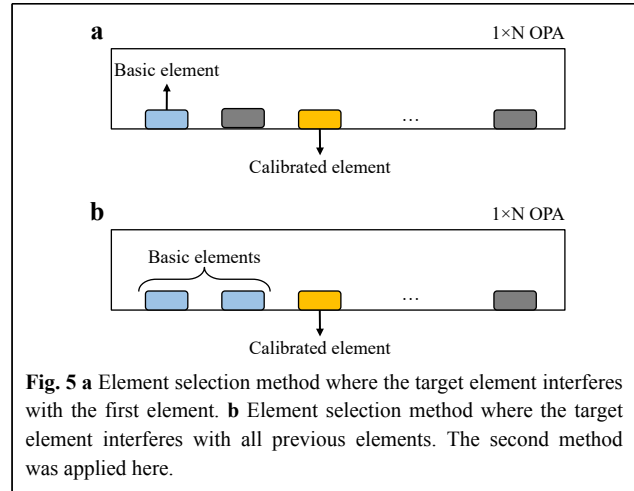 a
1×N OPA
Basic element
…
Calibrated element
b
1×N OPA
Basic elements
…
Calibrated element
Fig. 5 a Element selection method where the target element interferes
with the first element. b Element selection method where the target
element interferes with all previous elements. The second method
was applied here.